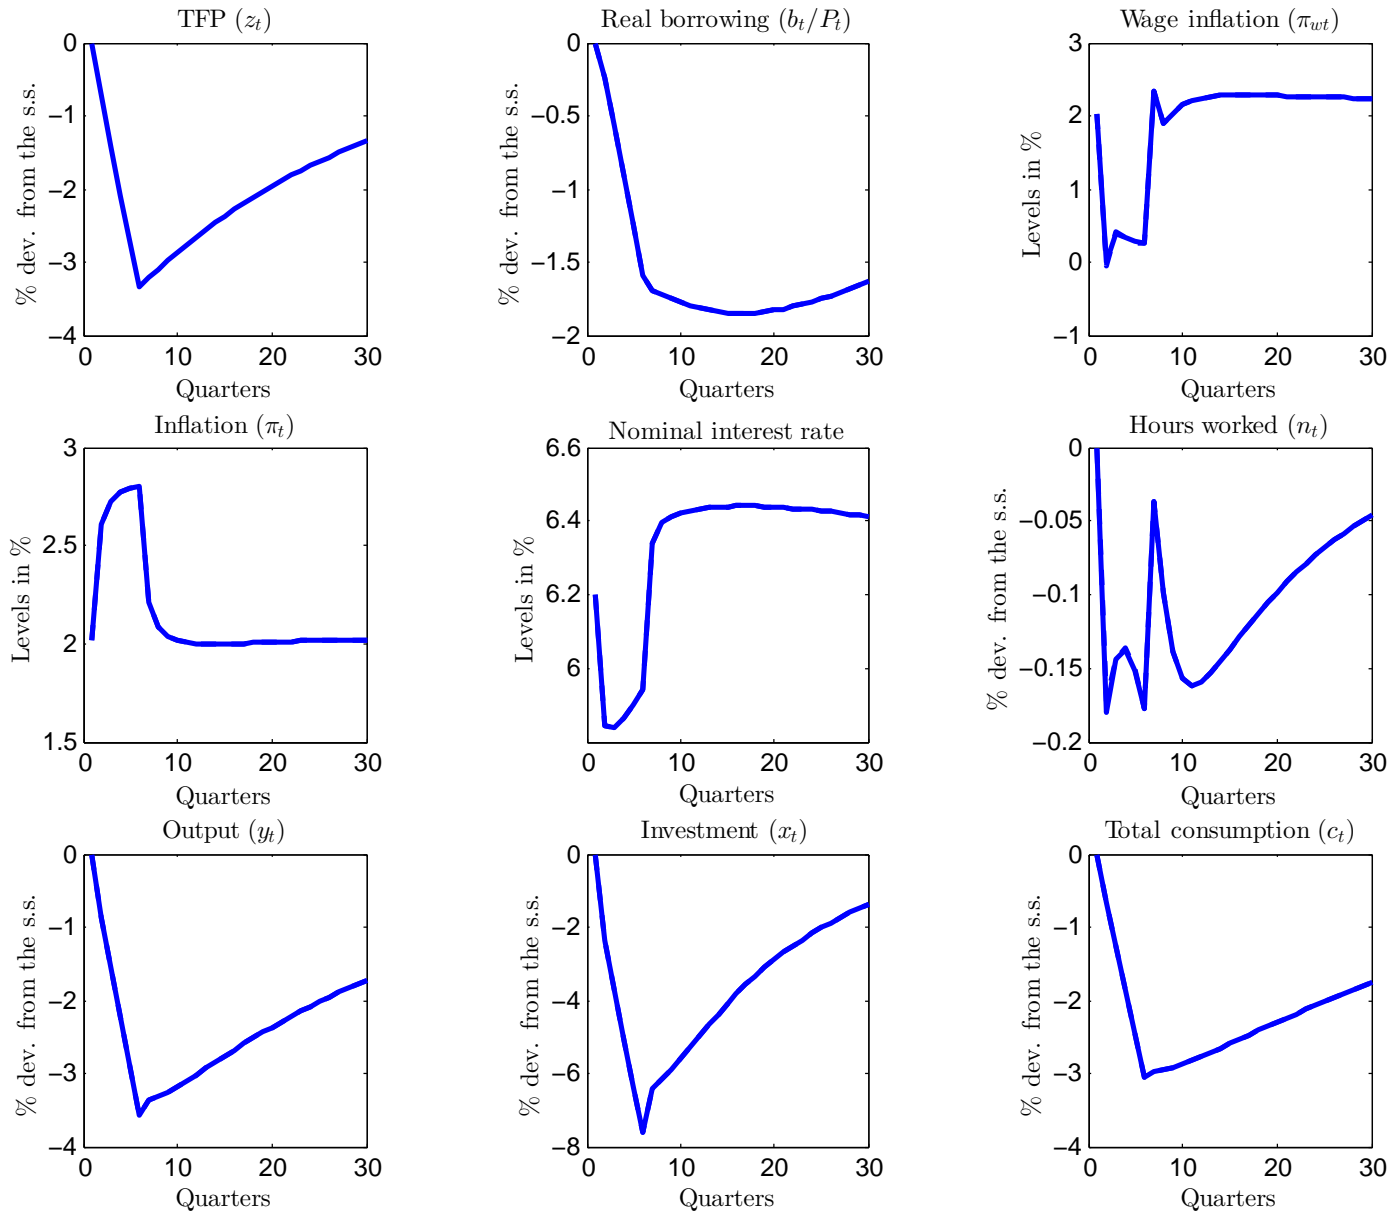 TFP (z_t)
% dev. from the s.s.
0
−1
−2
−3
−4
0 10 20 30
Quarters
Real borrowing (b_t/P_t)
% dev. from the s.s.
0
−0.5
−1
−1.5
−2
0 10 20 30
Quarters
Wage inflation (π_wt)
Levels in %
3
2
1
0
−1
0 10 20 30
Quarters
Inflation (π_t)
Levels in %
3
2.5
2
1.5
0 10 20 30
Quarters
Nominal interest rate
Levels in %
6.6
6.4
6.2
6
0 10 20 30
Quarters
Hours worked (n_t)
% dev. from the s.s.
0
−0.05
−0.1
−0.15
−0.2
0 10 20 30
Quarters
Output (y_t)
% dev. from the s.s.
0
−1
−2
−3
−4
0 10 20 30
Quarters
Investment (x_t)
% dev. from the s.s.
0
−2
−4
−6
−8
0 10 20 30
Quarters
Total consumption (c_t)
% dev. from the s.s.
0
−1
−2
−3
−4
0 10 20 30
Quarters